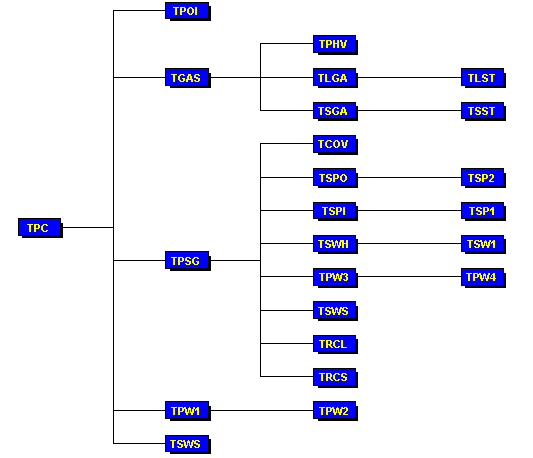 TPOI
TPHV
TGAS
TLGA
TLST
TSGA
TSST
TCOV
TSPO
TSP2
TSPI
TSP1
TPC
TSWH
TSW1
TPSG
TPW3
TPW4
TSWS
TRCL
TRCS
TPW1
TPW2
TSWS